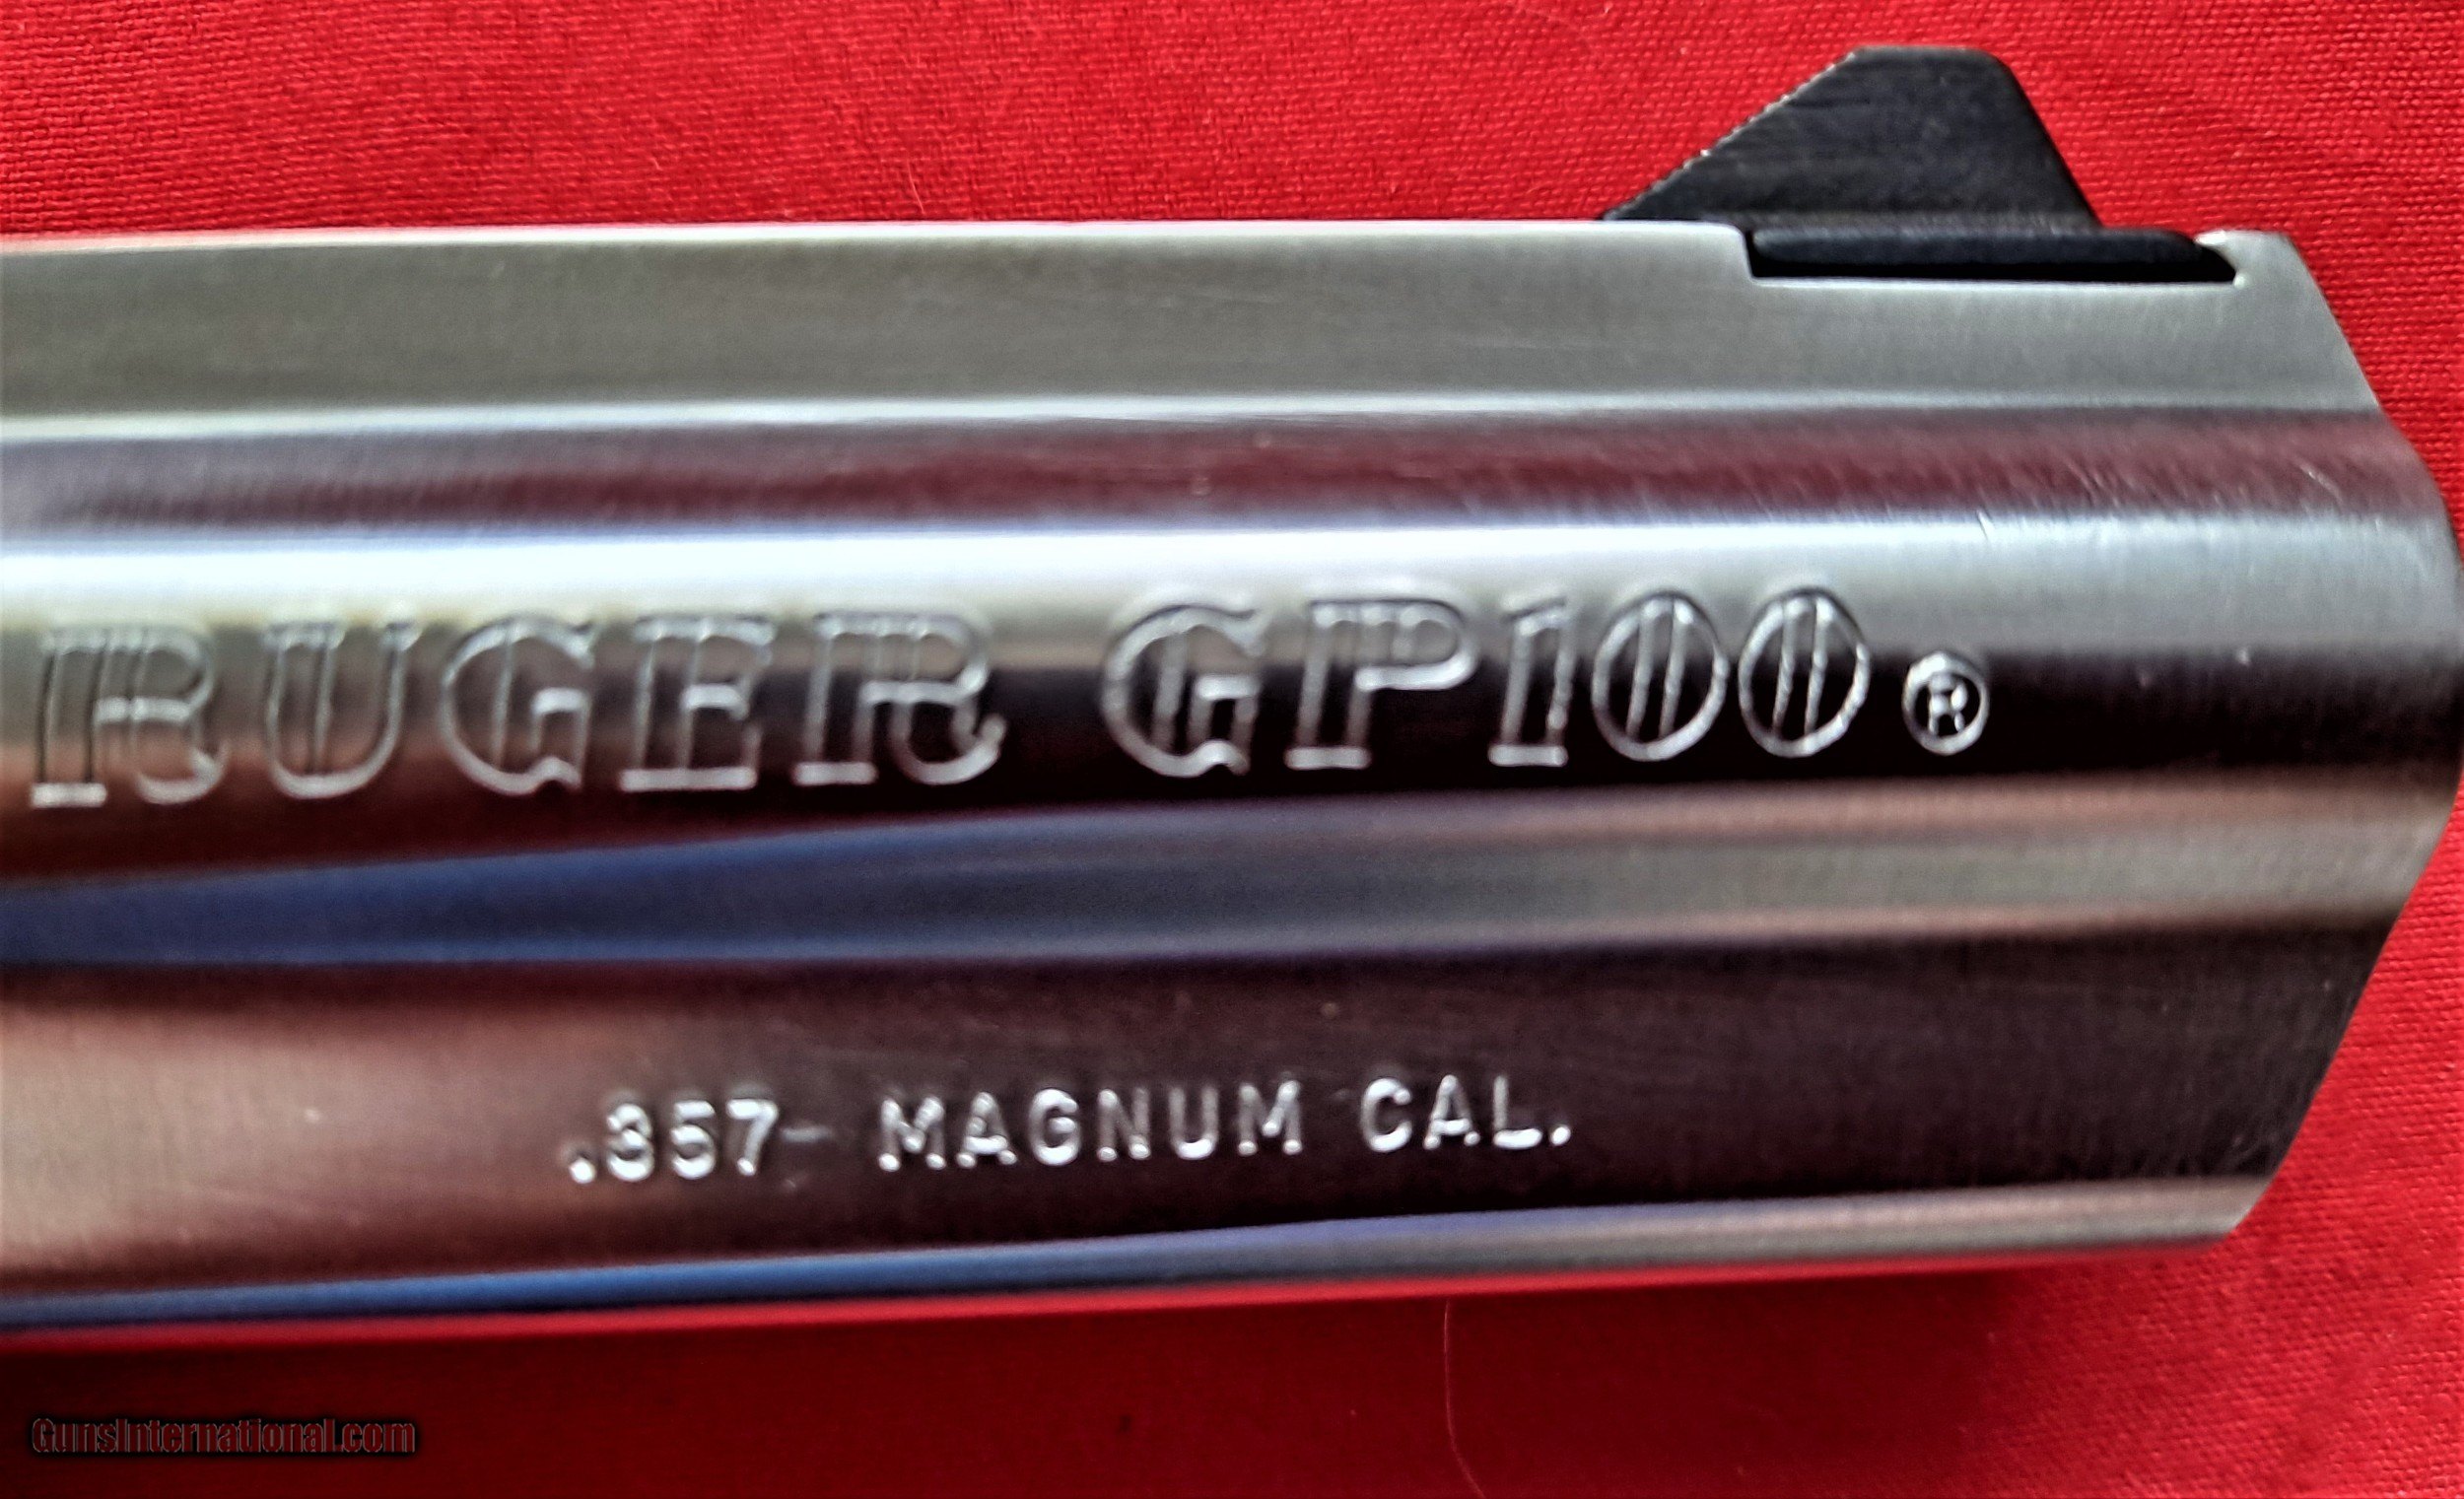 RUGER GP100®
.357 MAGNUM CAL.
GunsInternational.com